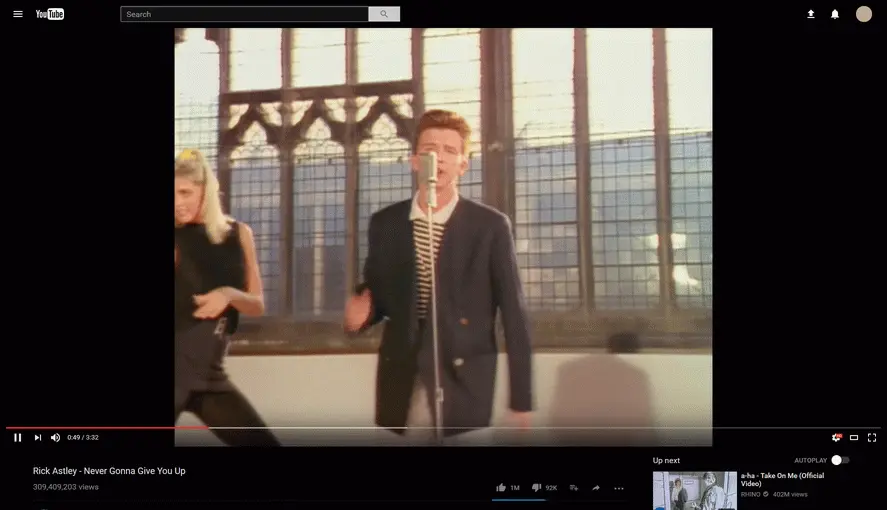 YouTube
Search
0:49 / 3:32
Rick Astley - Never Gonna Give You Up
309,409,203 views
1M
92K
Up next
AUTOPLAY
a-ha - Take On Me (Official
Video)
RHINO
402M views